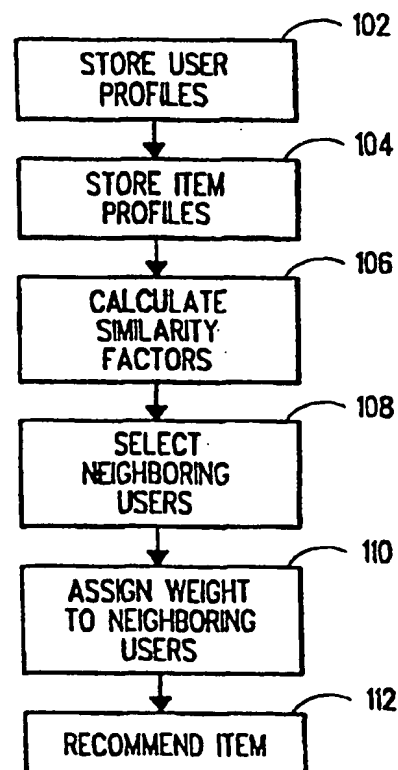 102
STORE USER
PROFILES
104
STORE ITEM
PROFILES
106
CALCULATE
SIMILARITY
FACTORS
108
SELECT
NEIGHBORING
USERS
110
ASSIGN WEIGHT
TO NEIGHBORING
USERS
112
RECOMMEND ITEM